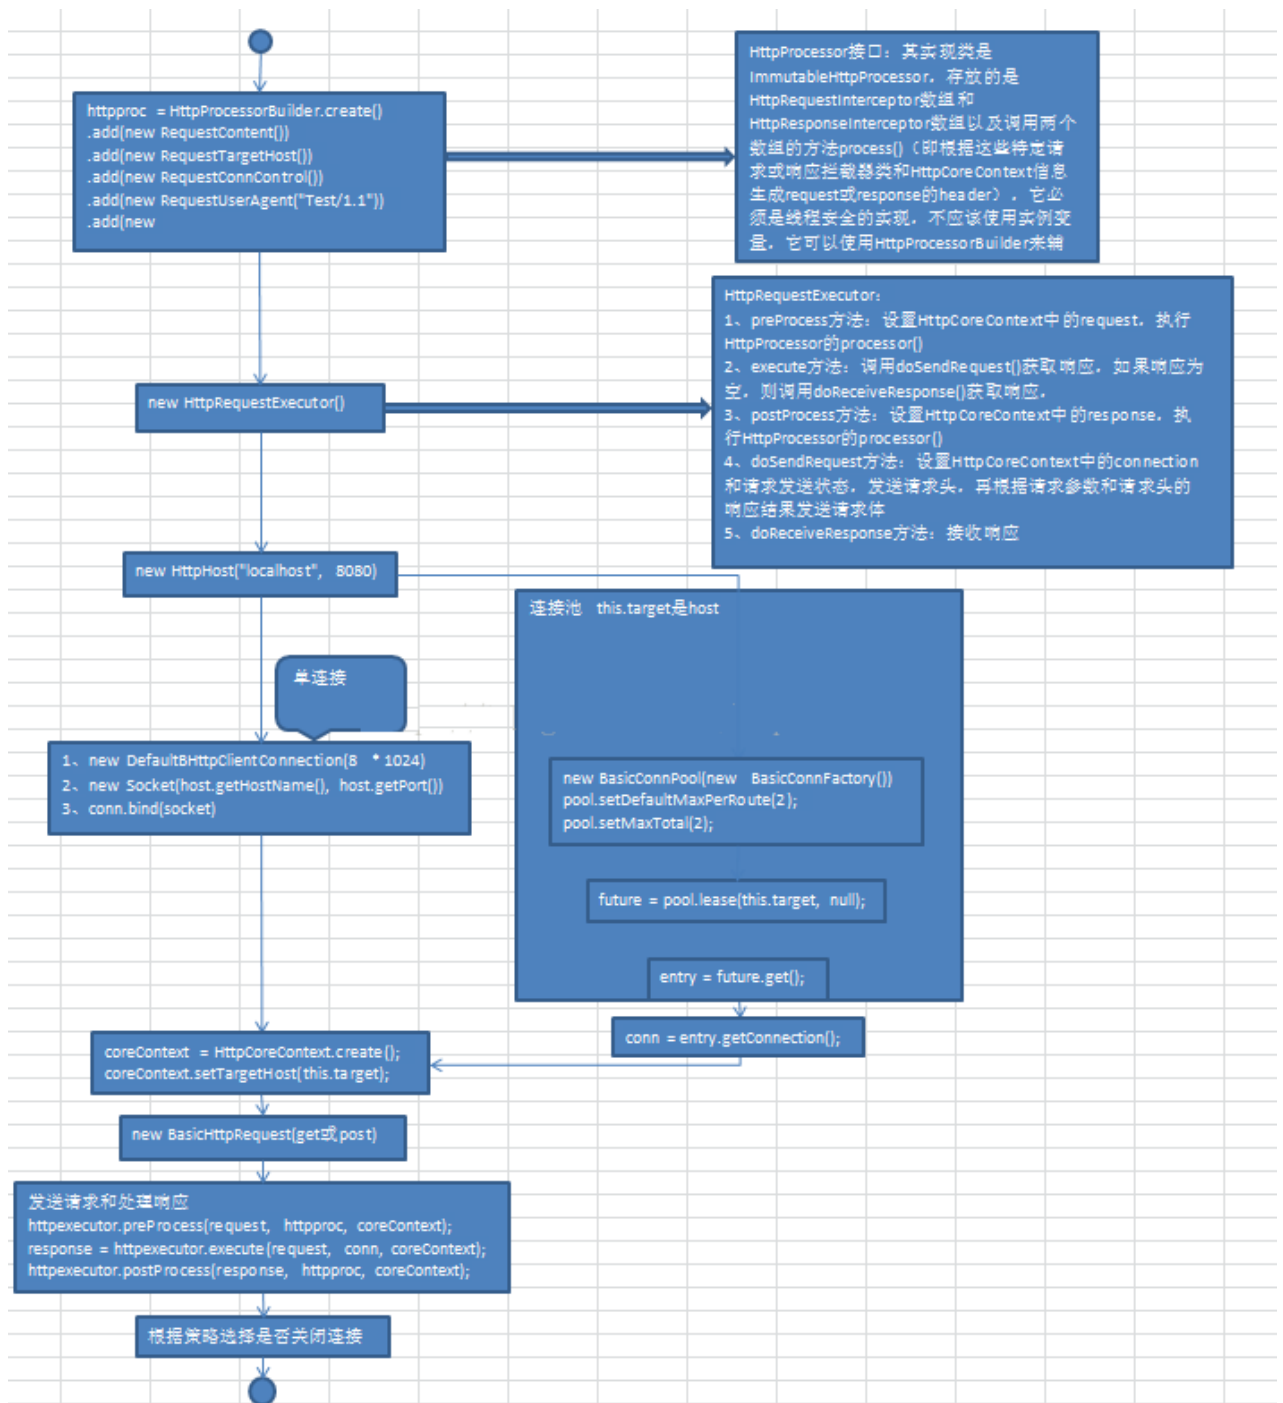 httpproc = HttpProcessorBuilder.create()
.add(new RequestContent())
.add(new RequestTargetHost())
.add(new RequestConnControl())
.add(new RequestUserAgent("Test/1.1"))
.add(new
HttpProcessor接口：其实现类是
ImmutableHttpProcessor，存放的是
HttpRequestInterceptor数组和
HttpResponseInterceptor数组以及调用两个
数组的方法process()（即根据这些特定请
求或响应拦截器类和HttpCoreContext信息
生成request或response的header），它必
须是线程安全的实现，不应该使用实例变
量，它可以使用HttpProcessorBuilder来辅
HttpRequestExecutor：
1、preProcess方法：设置HttpCoreContext中的request，执行
HttpProcessor的processor()
2、execute方法：调用doSendRequest()获取响应，如果响应为
空，则调用doReceiveResponse()获取响应，
3、postProcess方法：设置HttpCoreContext中的response，执
行HttpProcessor的processor()
4、doSendRequest方法：设置HttpCoreContext中的connection
和请求发送状态，发送请求头，再根据请求参数和请求头的
响应结果发送请求体
5、doReceiveResponse方法：接收响应
new HttpRequestExecutor()
new HttpHost("localhost", 8080)
连接池 this.target是host
单连接
1、new DefaultBHttpClientConnection(8 * 1024)
2、new Socket(host.getHostName(), host.getPort())
3、conn.bind(socket)
new BasicConnPool(new BasicConnFactory())
pool.setDefaultMaxPerRoute(2);
pool.setMaxTotal(2);
future = pool.lease(this.target, null);
entry = future.get();
conn = entry.getConnection();
coreContext = HttpCoreContext.create();
coreContext.setTargetHost(this.target);
new BasicHttpRequest(get或post)
发送请求和处理响应
httpexecutor.preProcess(request, httpproc, coreContext);
response = httpexecutor.execute(request, conn, coreContext);
httpexecutor.postProcess(response, httpproc, coreContext);
根据策略选择是否关闭连接